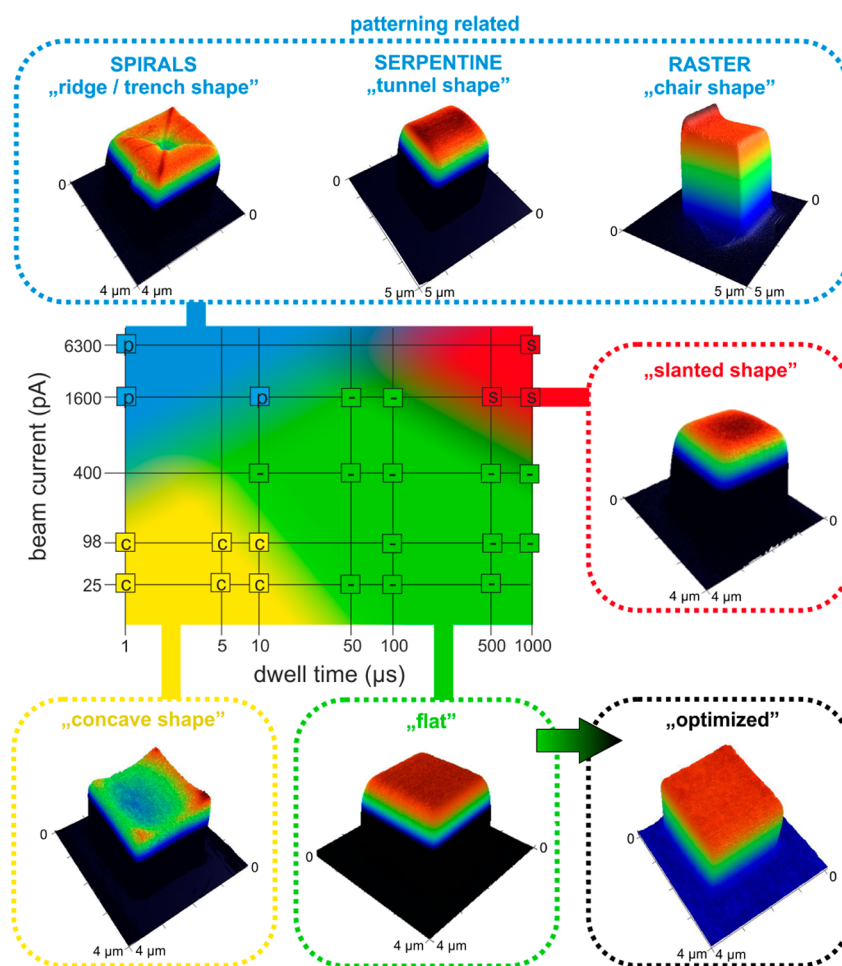 patterning related
SPIRALS
„ridge / trench shape”
SERPENTINE
„tunnel shape”
RASTER
„chair shape”
0
0
4 µm
4 µm
0
0
5 µm
5 µm
0
0
5 µm
5 µm
beam current (pA)
6300
p
s
1600
p
p
-
-
s
s
400
-
-
-
-
98
c
c
c
-
-
-
25
c
c
c
-
-
-
1
5
10
50
100
500
1000
dwell time (µs)
„slanted shape”
0
0
4 µm
4 µm
„concave shape”
0
0
4 µm
4 µm
„flat”
0
0
4 µm
4 µm
„optimized”
0
0
4 µm
4 µm